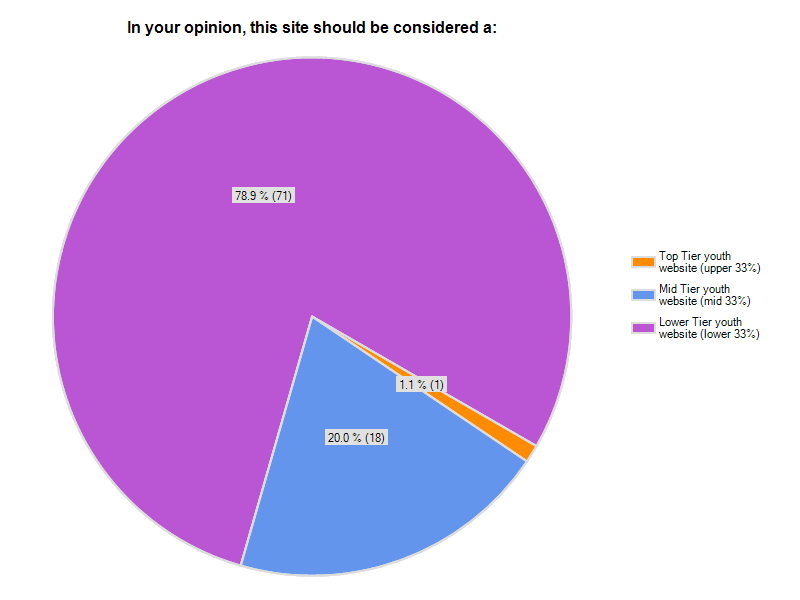 In your opinion, this site should be considered a:
78.9 % (71)
1.1 % (1)
20.0 % (18)
Top Tier youth
website (upper 33%)
Mid Tier youth
website (mid 33%)
Lower Tier youth
website (lower 33%)